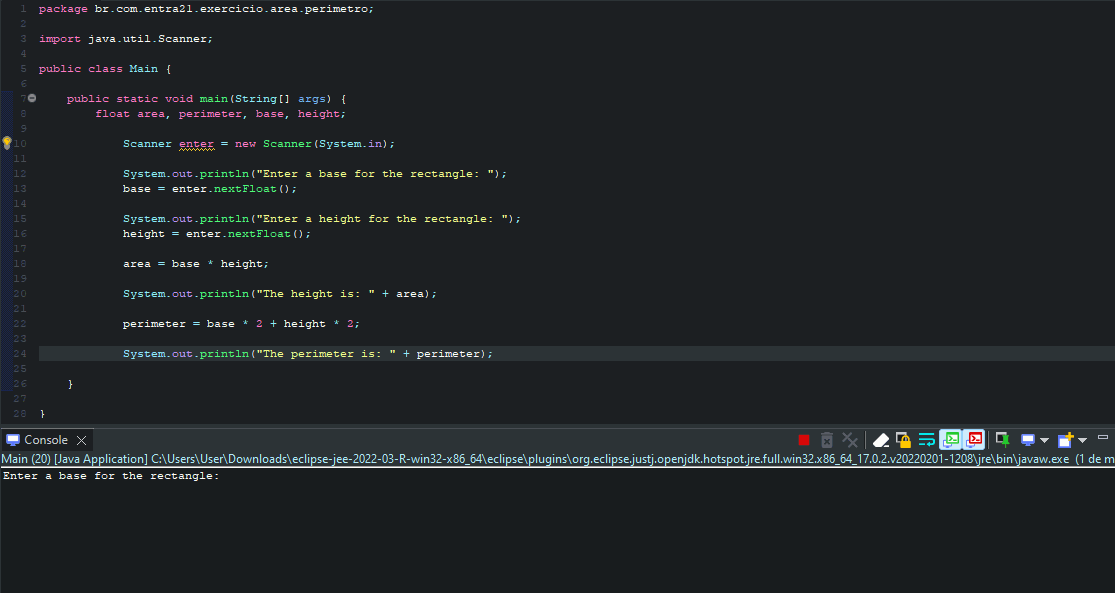 1 package br.com.entra21.exercicio.area.perimetro;
2
3 import java.util.Scanner;
4
5 public class Main {
6
7 public static void main(String[] args) {
8 float area, perimeter, base, height;
9
10 Scanner enter = new Scanner(System.in);
11
12 System.out.println("Enter a base for the rectangle: ");
13 base = enter.nextFloat();
14
15 System.out.println("Enter a height for the rectangle: ");
16 height = enter.nextFloat();
17
18 area = base * height;
19
20 System.out.println("The height is: " + area);
21
22 perimeter = base * 2 + height * 2;
23
24 System.out.println("The perimeter is: " + perimeter);
25
26 }
27
28 }
Console
Main (20) [Java Application] C:\Users\User\Downloads\eclipse-jee-2022-03-R-win32-x86_64\eclipse\plugins\org.eclipse.justj.openjdk.hotspot.jre.full.win32.x86_64_17.0.2.v20220201-1208\jre\bin\javaw.exe (1 de m
Enter a base for the rectangle: